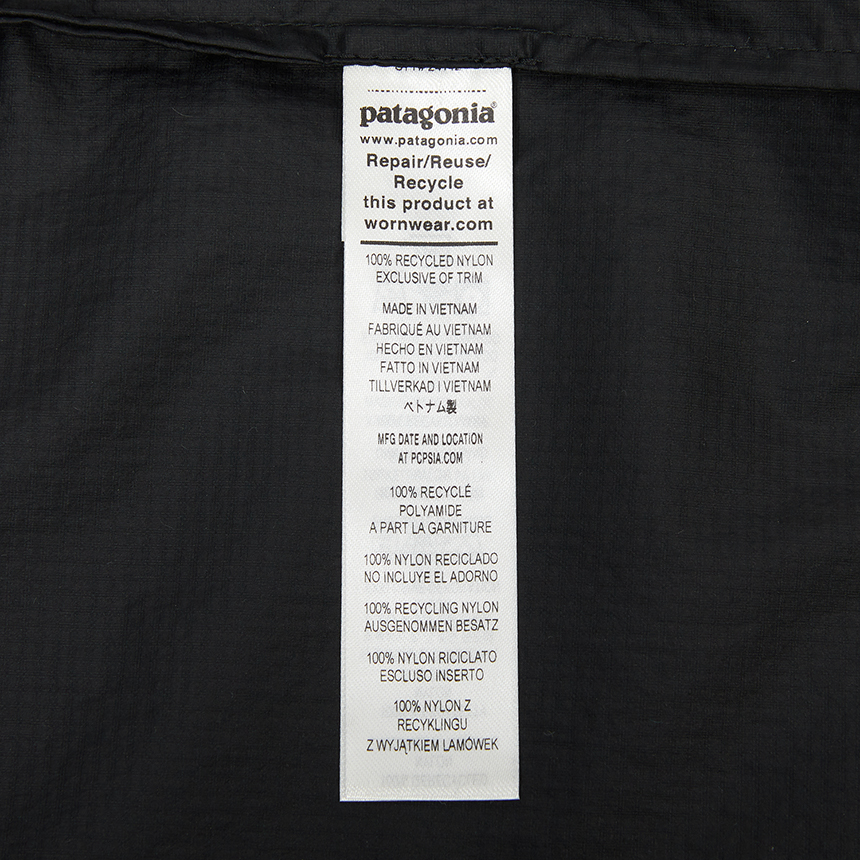 patagonia®
www.patagonia.com
Repair/Reuse/
Recycle
this product at
wornwear.com
100% RECYCLED NYLON
EXCLUSIVE OF TRIM
MADE IN VIETNAM
FABRIQUÉ AU VIETNAM
HECHO EN VIETNAM
FATTO IN VIETNAM
TILLVERKAD I VIETNAM
ベトナム製
MFG DATE AND LOCATION
AT PCPSIA.COM
100% RECYCLÉ
POLYAMIDE
A PART LA GARNITURE
100% NYLON RECICLADO
NO INCLUYE EL ADORNO
100% RECYCLING NYLON
AUSGENOMMEN BESATZ
100% NYLON RICICLATO
ESCLUSO INSERTO
100% NYLON Z
RECYKLINGU
Z WYJĄTKIEM LAMÓWEK